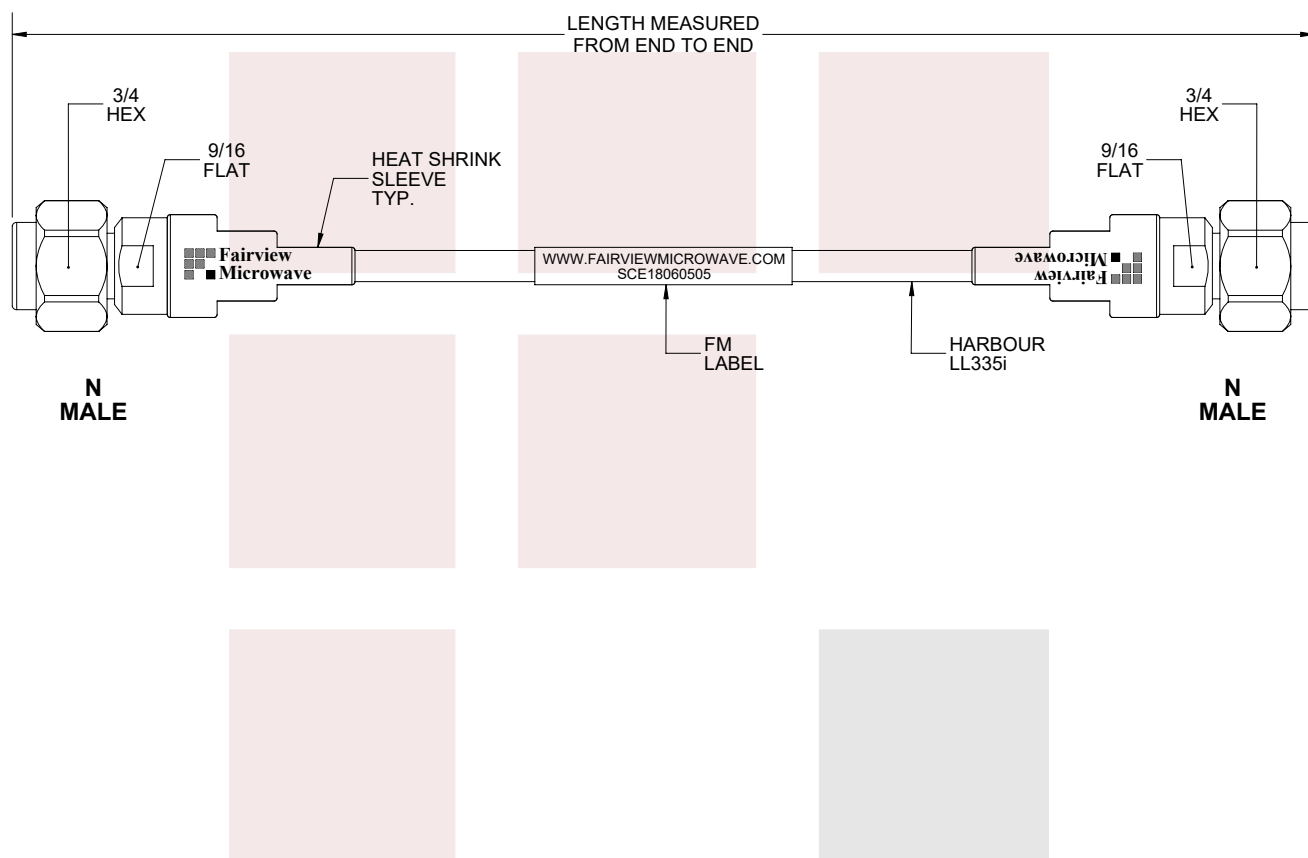 LENGTH MEASURED
FROM END TO END
3/4
HEX
3/4
HEX
9/16
FLAT
HEAT SHRINK
SLEEVE
TYP.
9/16
FLAT
Fairview
Microwave
WWW.FAIRVIEWMICROWAVE.COM
SCE18060505
Fairview
Microwave
FM
LABEL
HARBOUR
LL335i
N
MALE
N
MALE